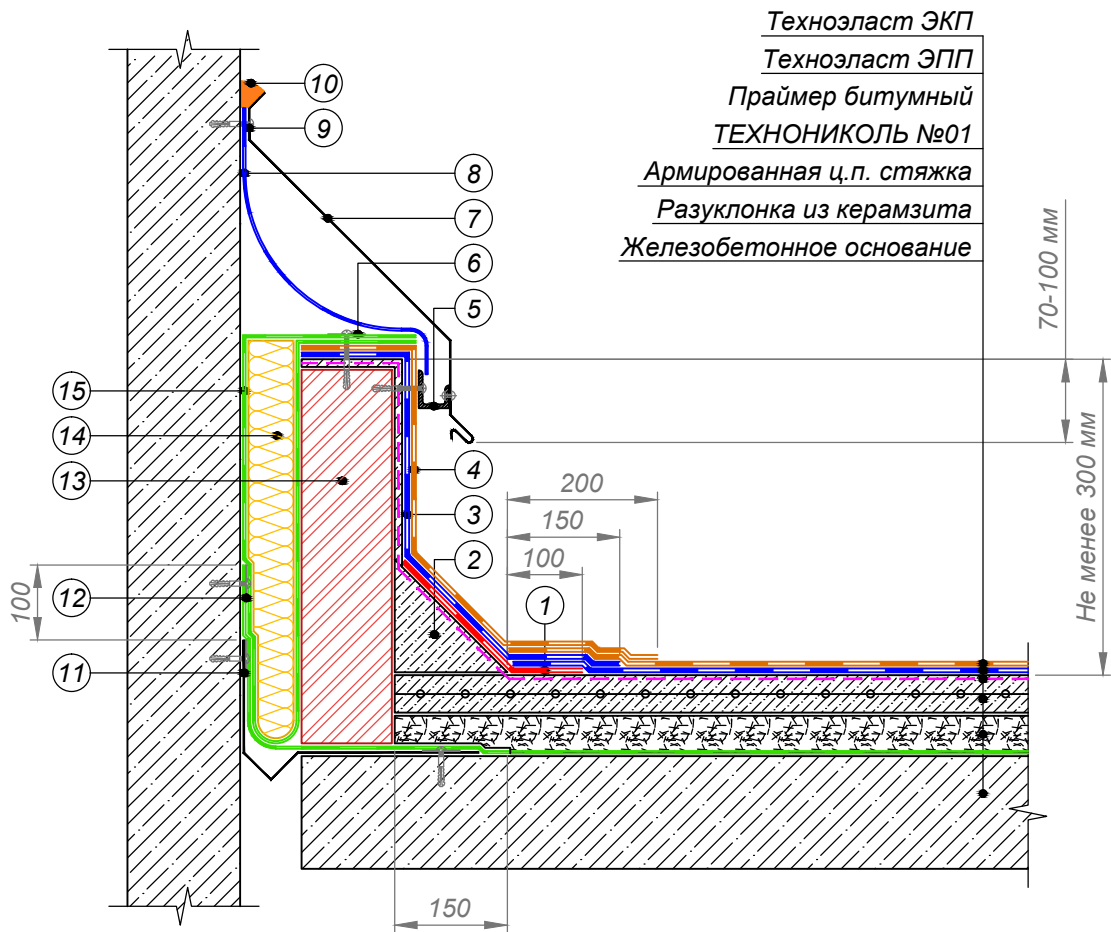 Техноэласт ЭКП
Техноэласт ЭПП
Праймер битумный
ТЕХНОНИКОЛЬ №01
Армированная ц.п. стяжка
Разуклонка из керамзита
Железобетонное основание
10
9
8
7
6
5
15
14
13
4
3
2
1
12
11
200
150
100
100
150
70-100 мм
Не менее 300 мм